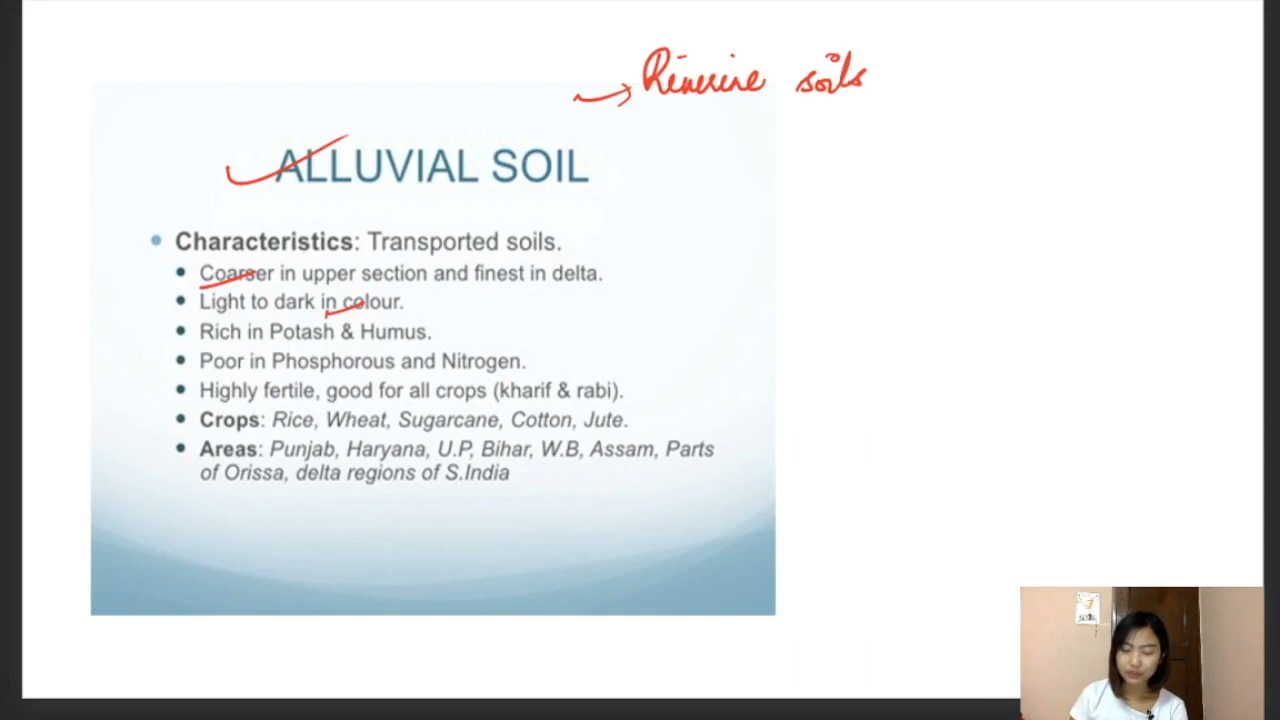 → Riverine soils
ALLUVIAL SOIL
• Characteristics: Transported soils.
• Coarser in upper section and finest in delta.
• Light to dark in colour.
• Rich in Potash & Humus.
• Poor in Phosphorous and Nitrogen.
• Highly fertile, good for all crops (kharif & rabi).
• Crops: Rice, Wheat, Sugarcane, Cotton, Jute.
• Areas: Punjab, Haryana, U.P, Bihar, W.B, Assam, Parts
of Orissa, delta regions of S.India